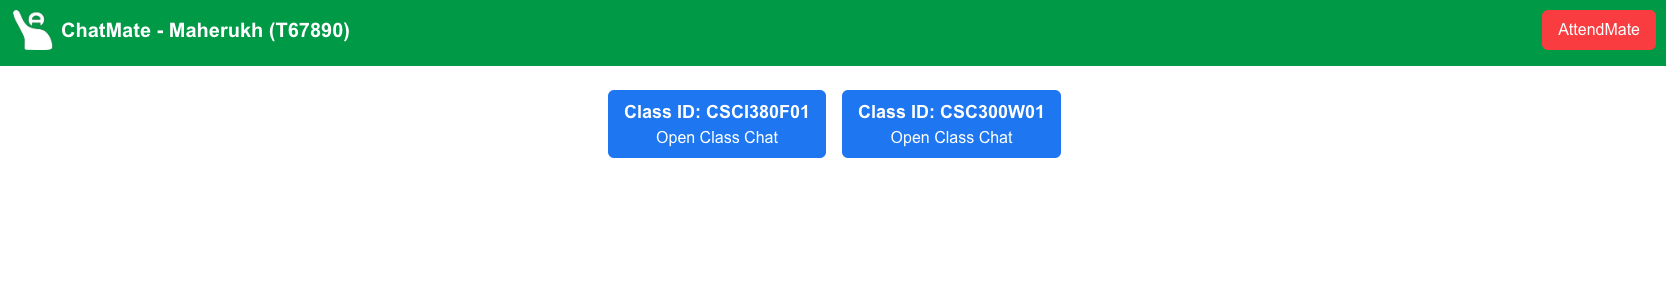 ChatMate - Maherukh (T67890)
AttendMate
Class ID: CSCI380F01
Open Class Chat
Class ID: CSC300W01
Open Class Chat